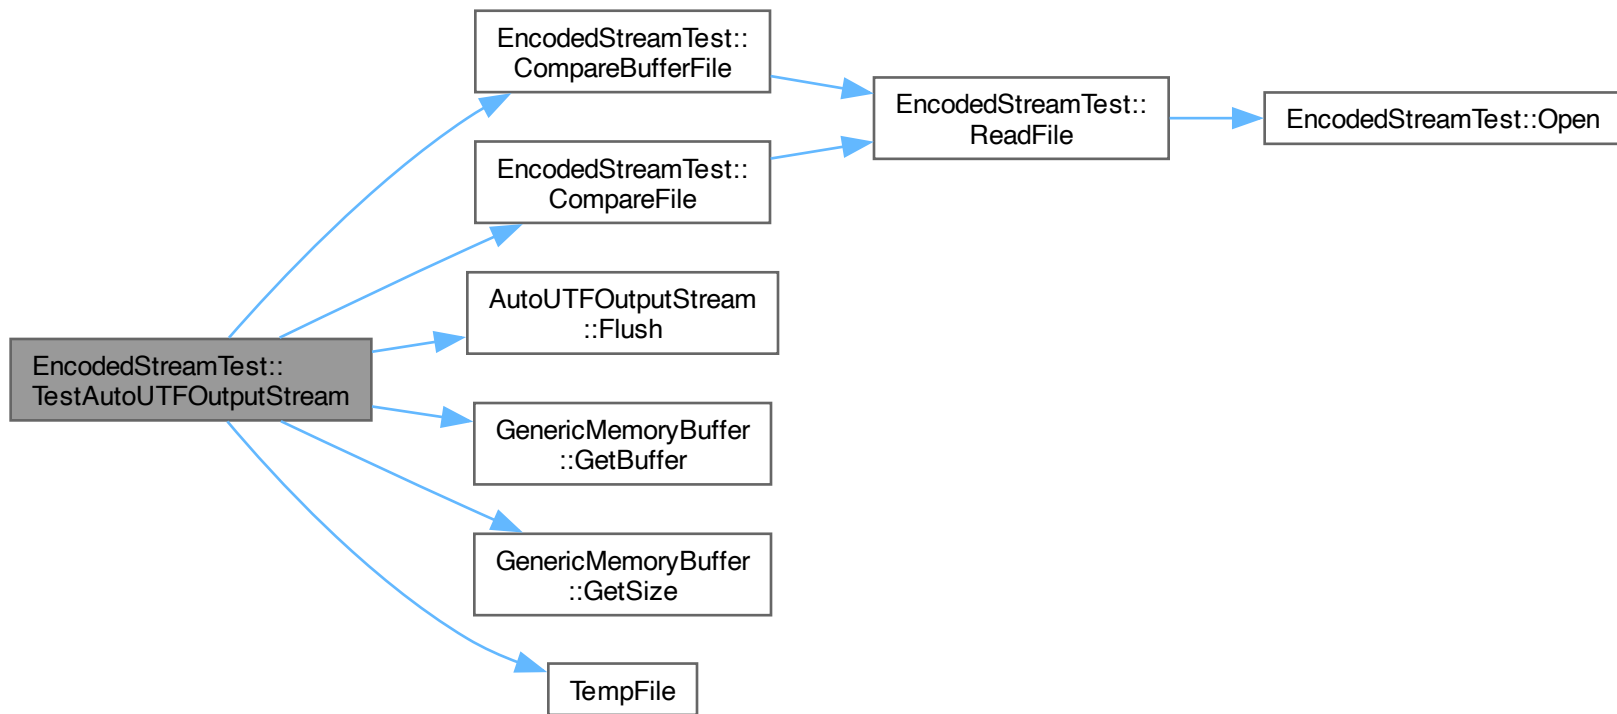 EncodedStreamTest::
TestAutoUTFOutputStream
EncodedStreamTest::
CompareBufferFile
EncodedStreamTest::
CompareFile
AutoUTFOutputStream
::Flush
GenericMemoryBuffer
::GetBuffer
GenericMemoryBuffer
::GetSize
TempFile
EncodedStreamTest::
ReadFile
EncodedStreamTest::Open